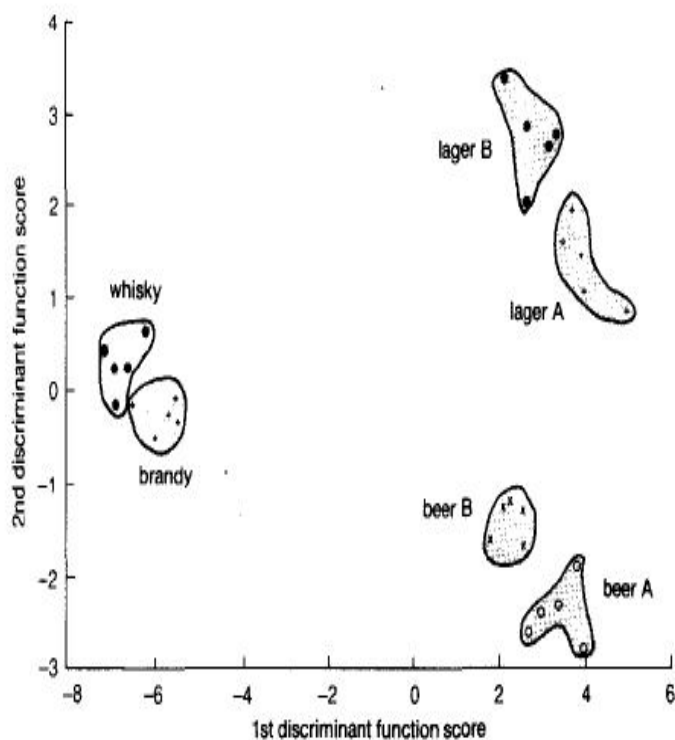 4
3
2
1
0
−1
−2
−3
2nd discriminant function score
lager B
lager A
whisky
brandy
beer B
beer A
−8
−6
−4
−2
0
2
4
6
1st discriminant function score